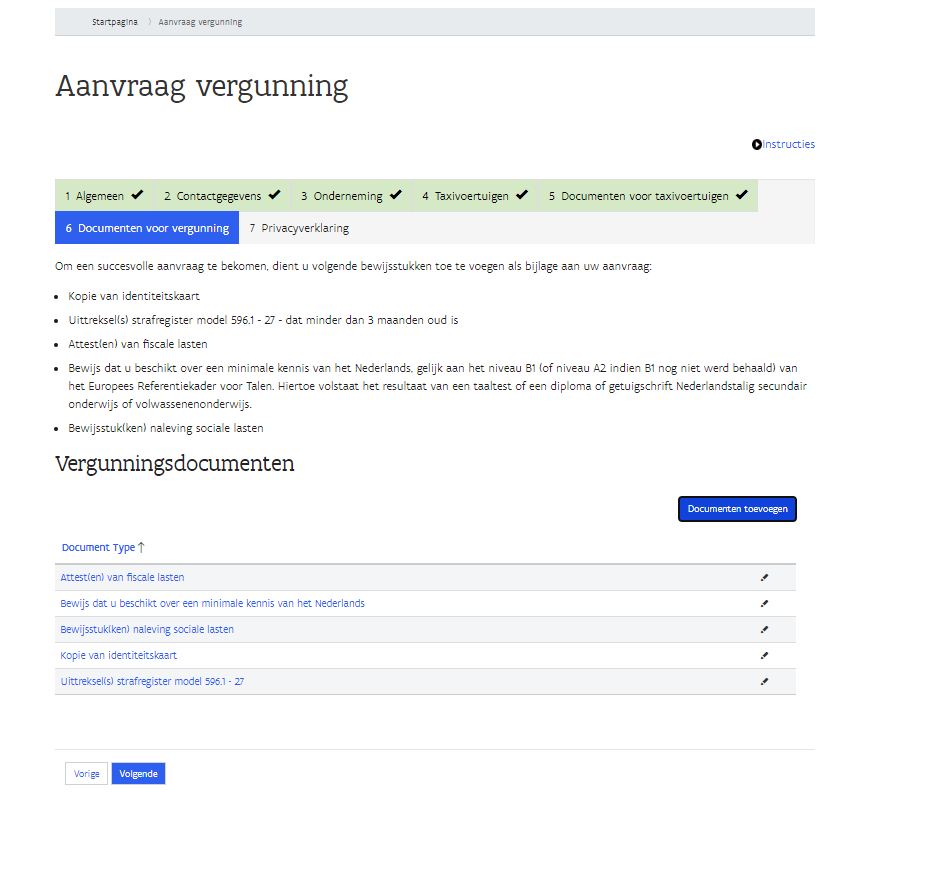 Startpagina
Aanvraag vergunning
Aanvraag vergunning
Instructies
1 Algemeen
2 Contactgegevens
3 Onderneming
4 Taxivoertuigen
5 Documenten voor taxivoertuigen
6 Documenten voor vergunning
7 Privacyverklaring
Om een succesvolle aanvraag te bekomen, dient u volgende bewijsstukken toe te voegen als bijlage aan uw aanvraag:
Kopie van identiteitskaart
Uittreksel(s) strafregister model 596.1 - 27 - dat minder dan 3 maanden oud is
Attest(en) van fiscale lasten
Bewijs dat u beschikt over een minimale kennis van het Nederlands, gelijk aan het niveau B1 (of niveau A2 indien B1 nog niet werd behaald) van
het Europees Referentiekader voor Talen. Hiertoe volstaat het resultaat van een taaltest of een diploma of getuigschrift Nederlandstalig secundair
onderwijs of volwassenenonderwijs.
Bewijsstuk(ken) naleving sociale lasten
Vergunningsdocumenten
Documenten toevoegen
Document Type
Attest(en) van fiscale lasten
Bewijs dat u beschikt over een minimale kennis van het Nederlands
Bewijsstuk(ken) naleving sociale lasten
Kopie van identiteitskaart
Uittreksel(s) strafregister model 596.1 - 27
Vorige
Volgende